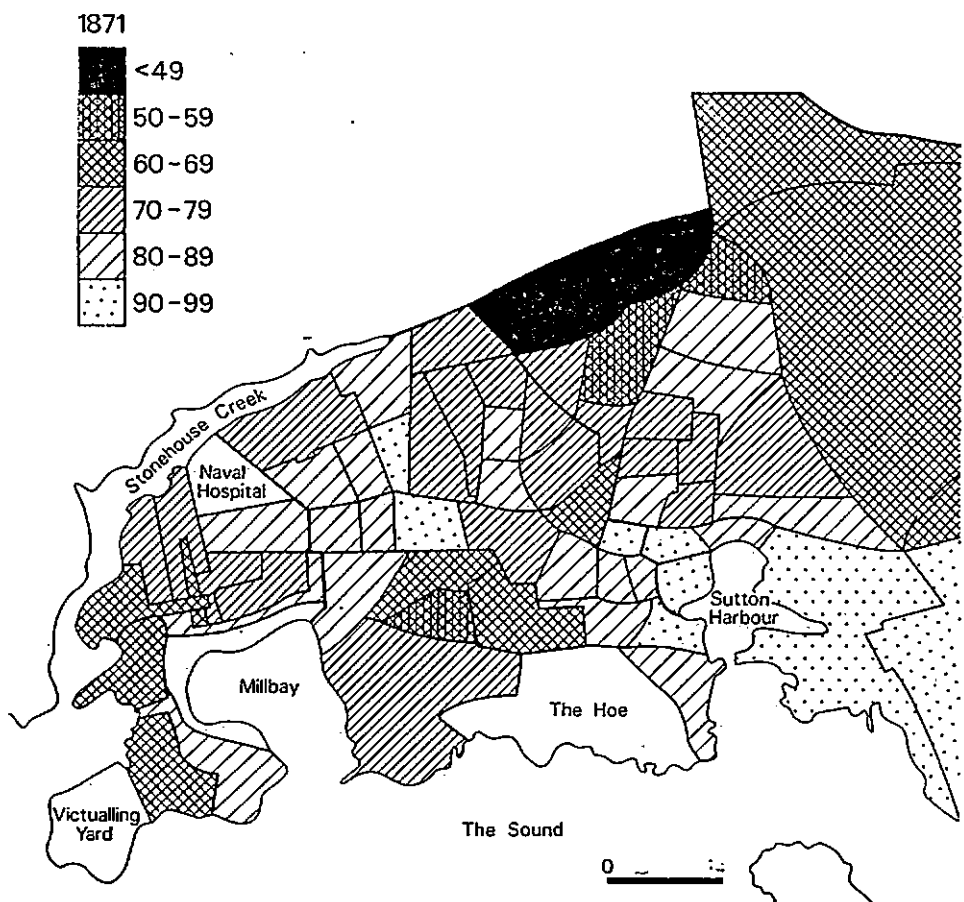 1871
<49
50-59
60-69
70-79
80-89
90-99
Stonehouse Creek
Naval
Hospital
Sutton
Harbour
Millbay
The Hoe
Victualling
Yard
The Sound
0